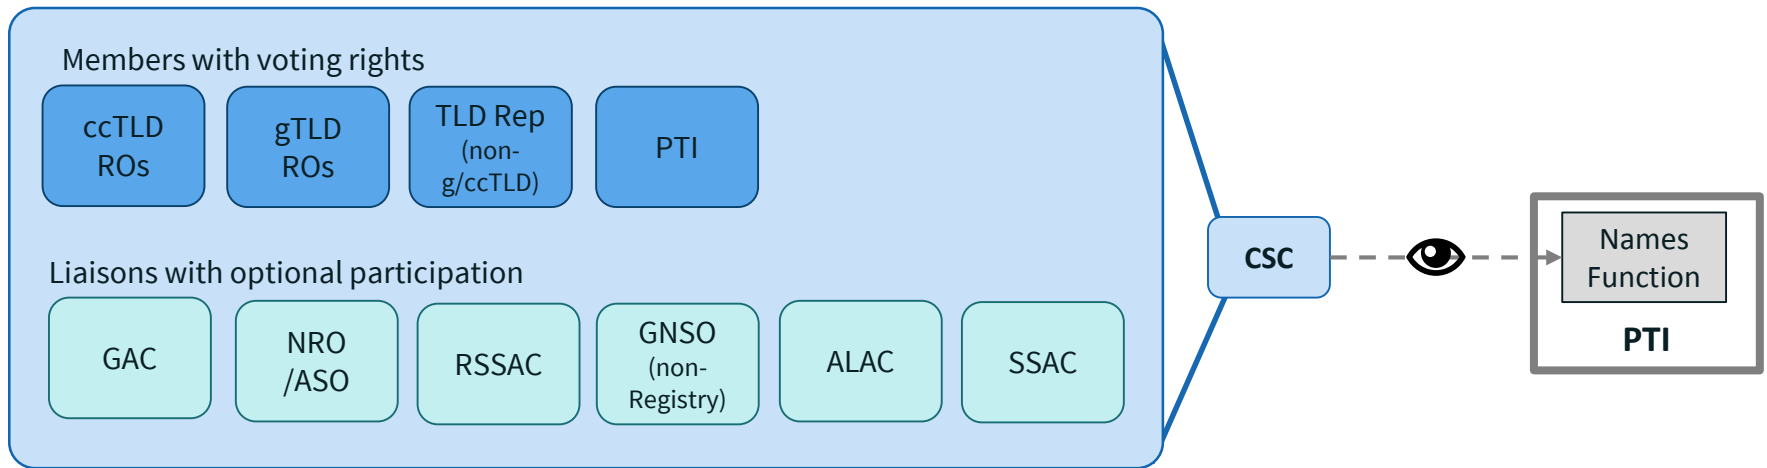 Members with voting rights
ccTLD
ROs
gTLD
ROs
TLD Rep
(non-
g/ccTLD)
PTI
Liaisons with optional participation
GAC
NRO
/ASO
RSSAC
GNSO
(non-
Registry)
ALAC
SSAC
CSC
Names
Function
PTI